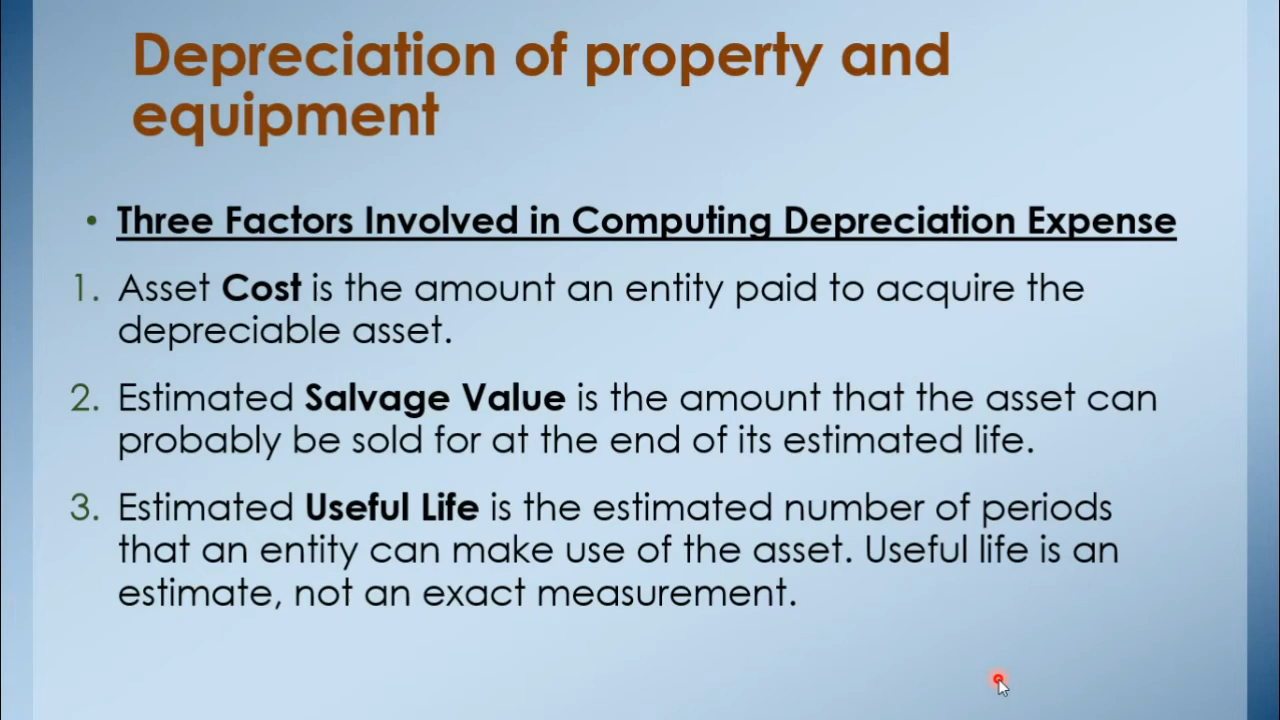 Depreciation of property and
equipment
• Three Factors Involved in Computing Depreciation Expense
1. Asset Cost is the amount an entity paid to acquire the
depreciable asset.
2. Estimated Salvage Value is the amount that the asset can
probably be sold for at the end of its estimated life.
3. Estimated Useful Life is the estimated number of periods
that an entity can make use of the asset. Useful life is an
estimate, not an exact measurement.